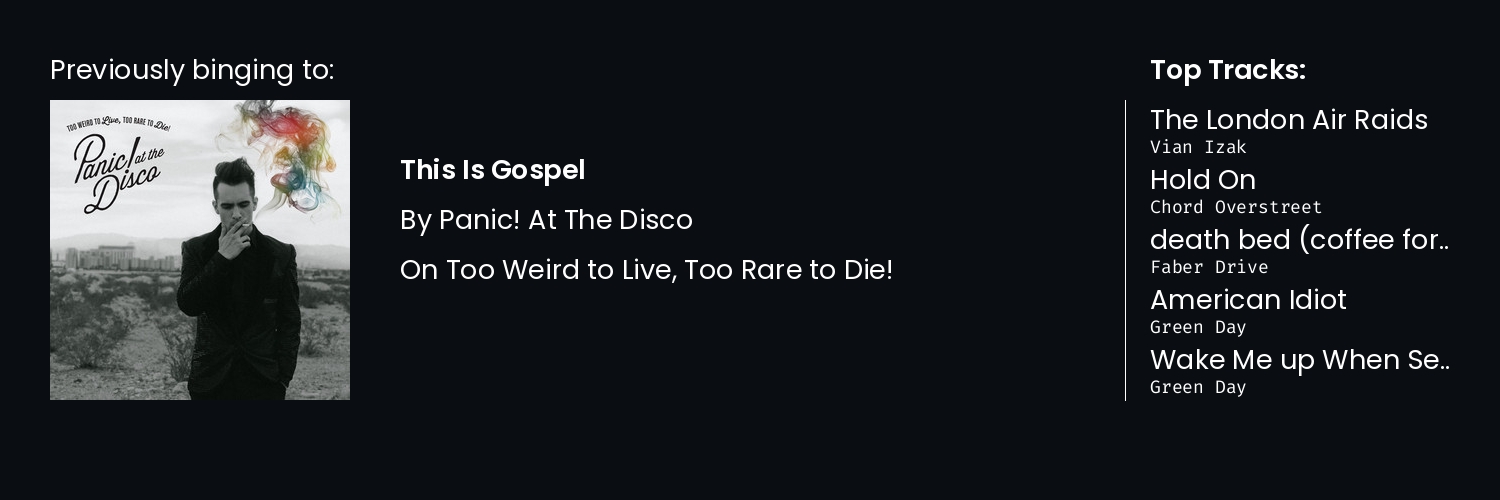 Previously binging to:
TOO WEIRD TO Live, TOO RARE TO Die!
Panic! at the
Disco
This Is Gospel
By Panic! At The Disco
On Too Weird to Live, Too Rare to Die!
Top Tracks:
The London Air Raids
Vian Izak
Hold On
Chord Overstreet
death bed (coffee for..
Faber Drive
American Idiot
Green Day
Wake Me up When Se..
Green Day